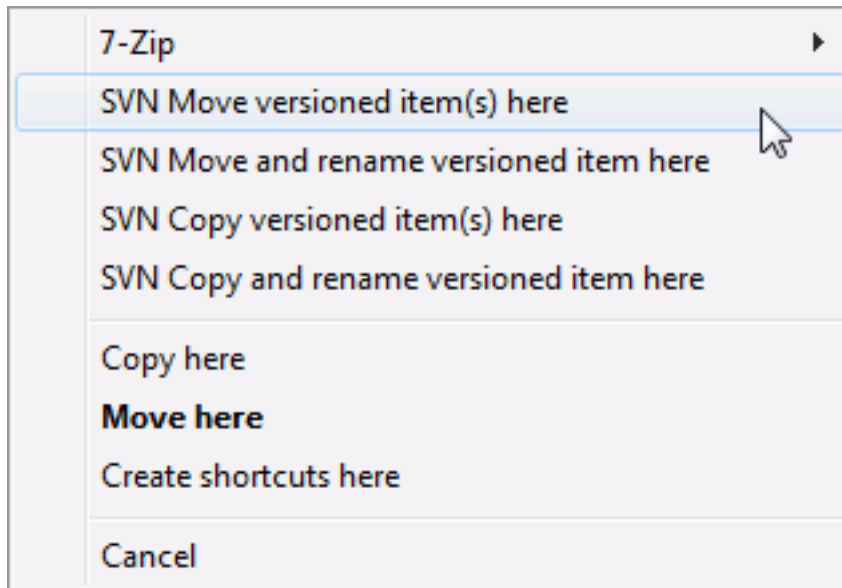 7-Zip
SVN Move versioned item(s) here
SVN Move and rename versioned item here
SVN Copy versioned item(s) here
SVN Copy and rename versioned item here
Copy here
Move here
Create shortcuts here
Cancel